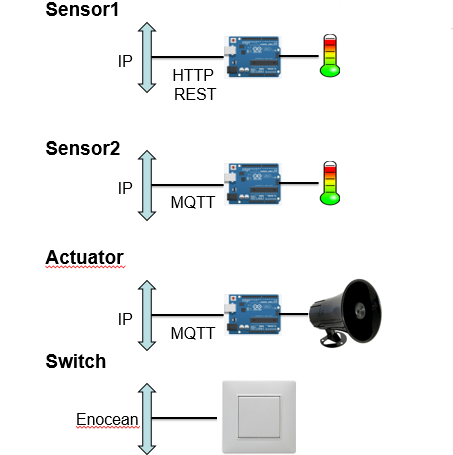 Sensor1
IP
HTTP
REST
Sensor2
IP
MQTT
Actuator
IP
MQTT
Switch
Enocean